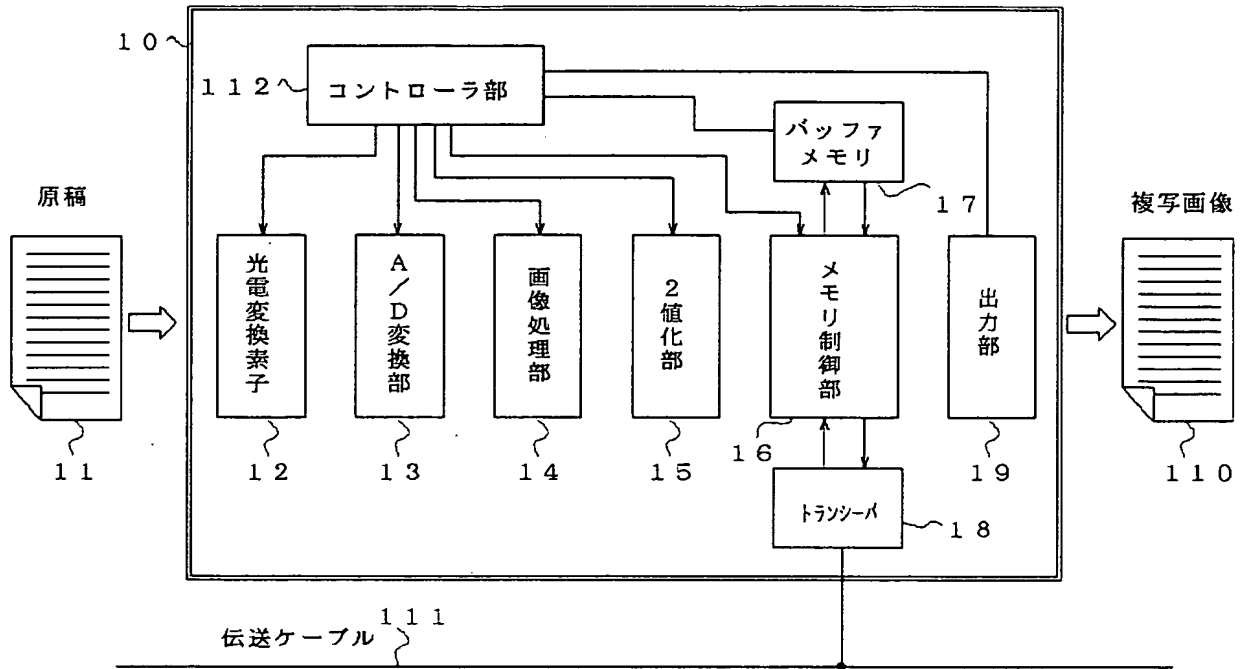 １０
１１２
コントローラ部
バッファ
メモリ
１７
原稿
複写画像
光電変換素子
Ａ／Ｄ変換部
画像処理部
２値化部
メモリ制御部
出力部
１１
１２
１３
１４
１５
１６
１９
１１０
トランシーバ
１８
伝送ケーブル
１１１